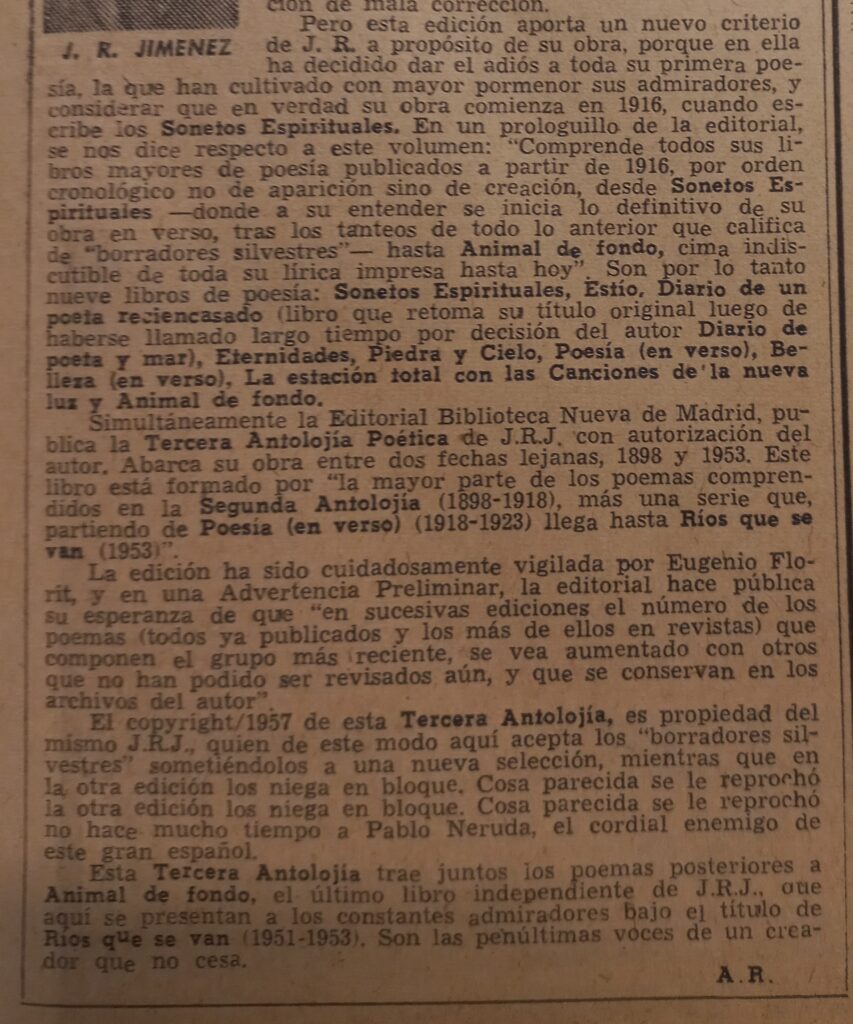 ción de mala corrección.
J. R. JIMENEZ
Pero esta edición aporta un nuevo criterio
de J. R. a propósito de su obra, porque en ella
ha decidido dar el adiós a toda su primera poe-
sía, la que han cultivado con mayor pormenor sus admiradores, y
considerar que en verdad su obra comienza en 1916, cuando es-
cribe los Sonetos Espirituales. En un prologuillo de la editorial,
se nos dice respecto a este volumen: "Comprende todos sus li-
bros mayores de poesía publicados a partir de 1916, por orden
cronológico no de aparición sino de creación, desde Sonetos Es-
pirituales —donde a su entender se inicia lo definitivo de su
obra en verso, tras los tanteos de todo lo anterior que califica
de "borradores silvestres"— hasta Animal de fondo, cima indis-
cutible de toda su lírica impresa hasta hoy". Son por lo tanto
nueve libros de poesía: Sonetos Espirituales, Estío, Diario de un
poeta reciencasado (libro que retoma su título original luego de
haberse llamado largo tiempo por decisión del autor Diario de
poeta y mar), Eternidades, Piedra y Cielo, Poesía (en verso), Be-
lleza (en verso), La estación total con las Canciones de la nueva
luz y Animal de fondo.
Simultáneamente la Editorial Biblioteca Nueva de Madrid, pu-
blica la Tercera Antolojía Poética de J.R.J. con autorización del
autor. Abarca su obra entre dos fechas lejanas, 1898 y 1953. Este
libro está formado por "la mayor parte de los poemas compren-
didos en la Segunda Antolojía (1898-1918), más una serie que,
partiendo de Poesía (en verso) (1918-1923) llega hasta Ríos que se
van (1953)".
La edición ha sido cuidadosamente vigilada por Eugenio Flo-
rit, y en una Advertencia Preliminar, la editorial hace pública
su esperanza de que "en sucesivas ediciones el número de los
poemas (todos ya publicados y los más de ellos en revistas) que
componen el grupo más reciente, se vea aumentado con otros
que no han podido ser revisados aún, y que se conservan en los
archivos del autor".
El copyright/1957 de esta Tercera Antolojía, es propiedad del
mismo J.R.J., quien de este modo aquí acepta los "borradores sil-
vestres" sometiéndolos a una nueva selección, mientras que en
la otra edición los niega en bloque. Cosa parecida se le reprochó
la otra edición los niega en bloque. Cosa parecida se le reprochó
no hace mucho tiempo a Pablo Neruda, el cordial enemigo de
este gran español.
Esta Tercera Antolojía trae juntos los poemas posteriores a
Animal de fondo, el último libro independiente de J.R.J., que
aquí se presentan a los constantes admiradores bajo el título de
Ríos que se van (1951-1953). Son las penúltimas voces de un crea-
dor que no cesa.
A.R.